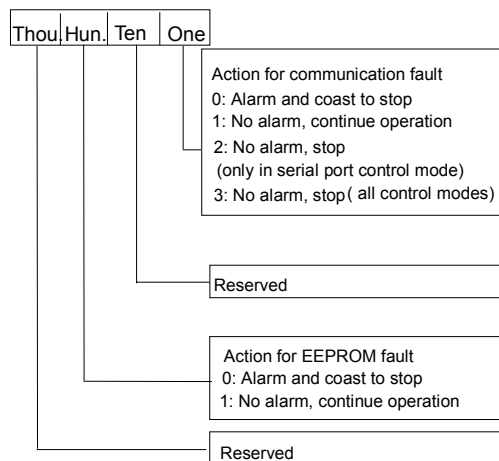 Thou. Hun. Ten One
Action for communication fault
0: Alarm and coast to stop
1: No alarm, continue operation
2: No alarm, stop
(only in serial port control mode)
3: No alarm, stop( all control modes)
Reserved
Action for EEPROM fault
0: Alarm and coast to stop
1: No alarm, continue operation
Reserved